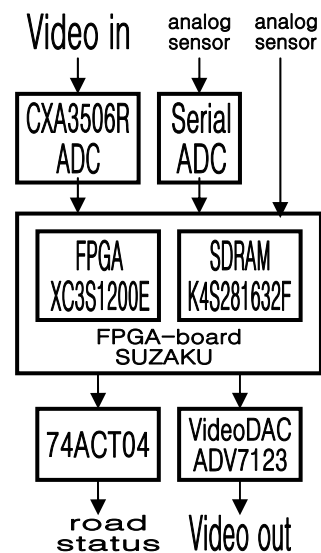 Video in
analog
sensor
analog
sensor
CXA3506R
ADC
Serial
ADC
FPGA
XC3S1200E
SDRAM
K4S281632F
FPGA-board
SUZAKU
74ACT04
VideoDAC
ADV7123
road
status
Video out